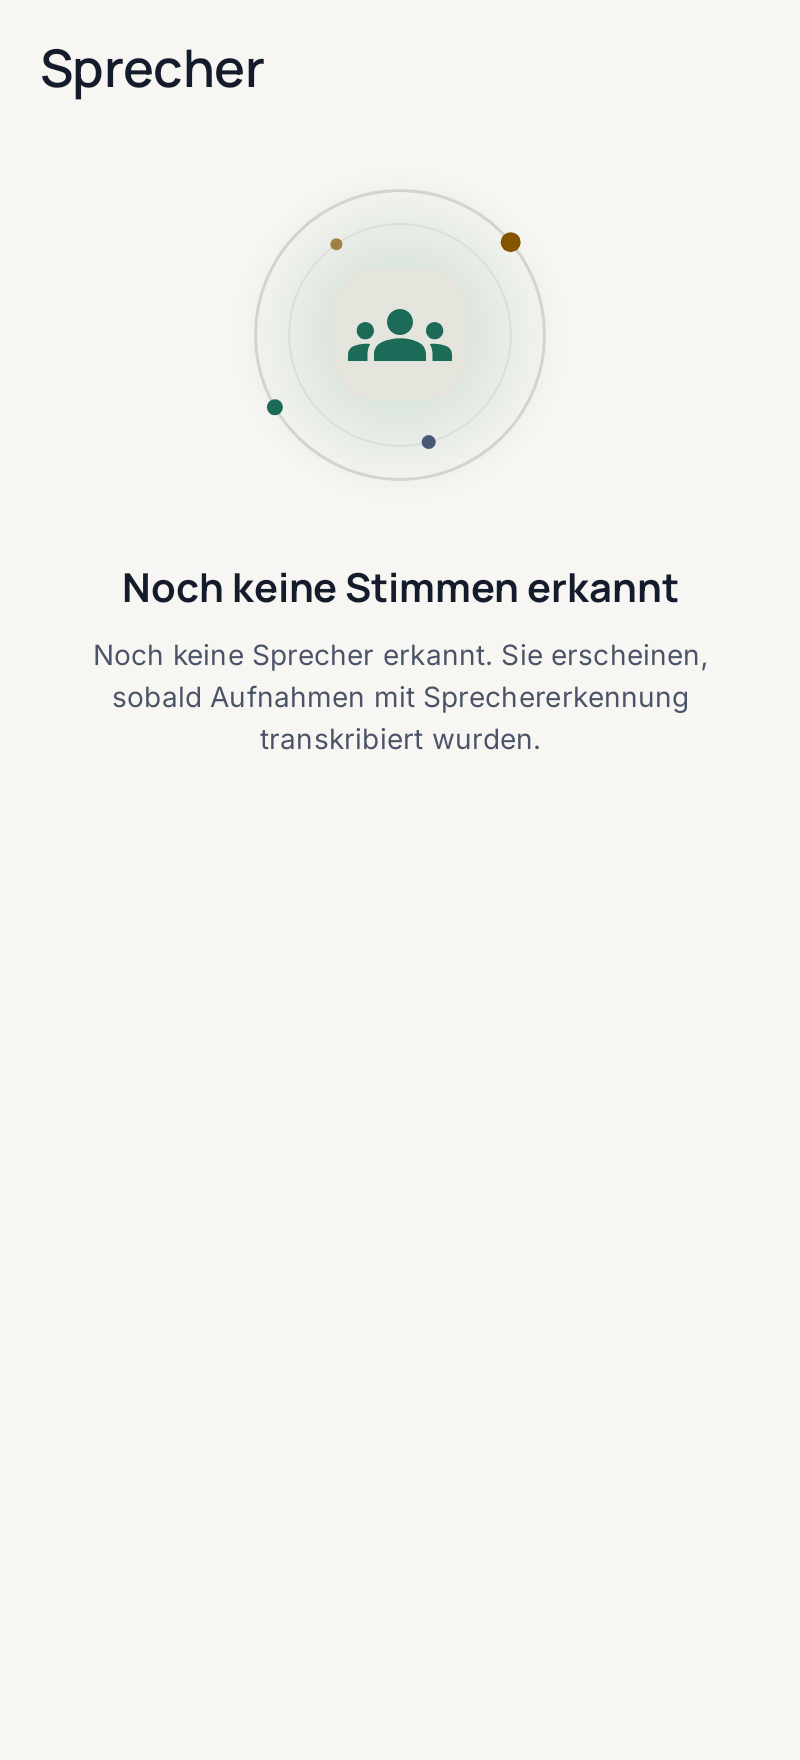 Sprecher
Noch keine Stimmen erkannt
Noch keine Sprecher erkannt. Sie erscheinen,
sobald Aufnahmen mit Sprechererkennung
transkribiert wurden.